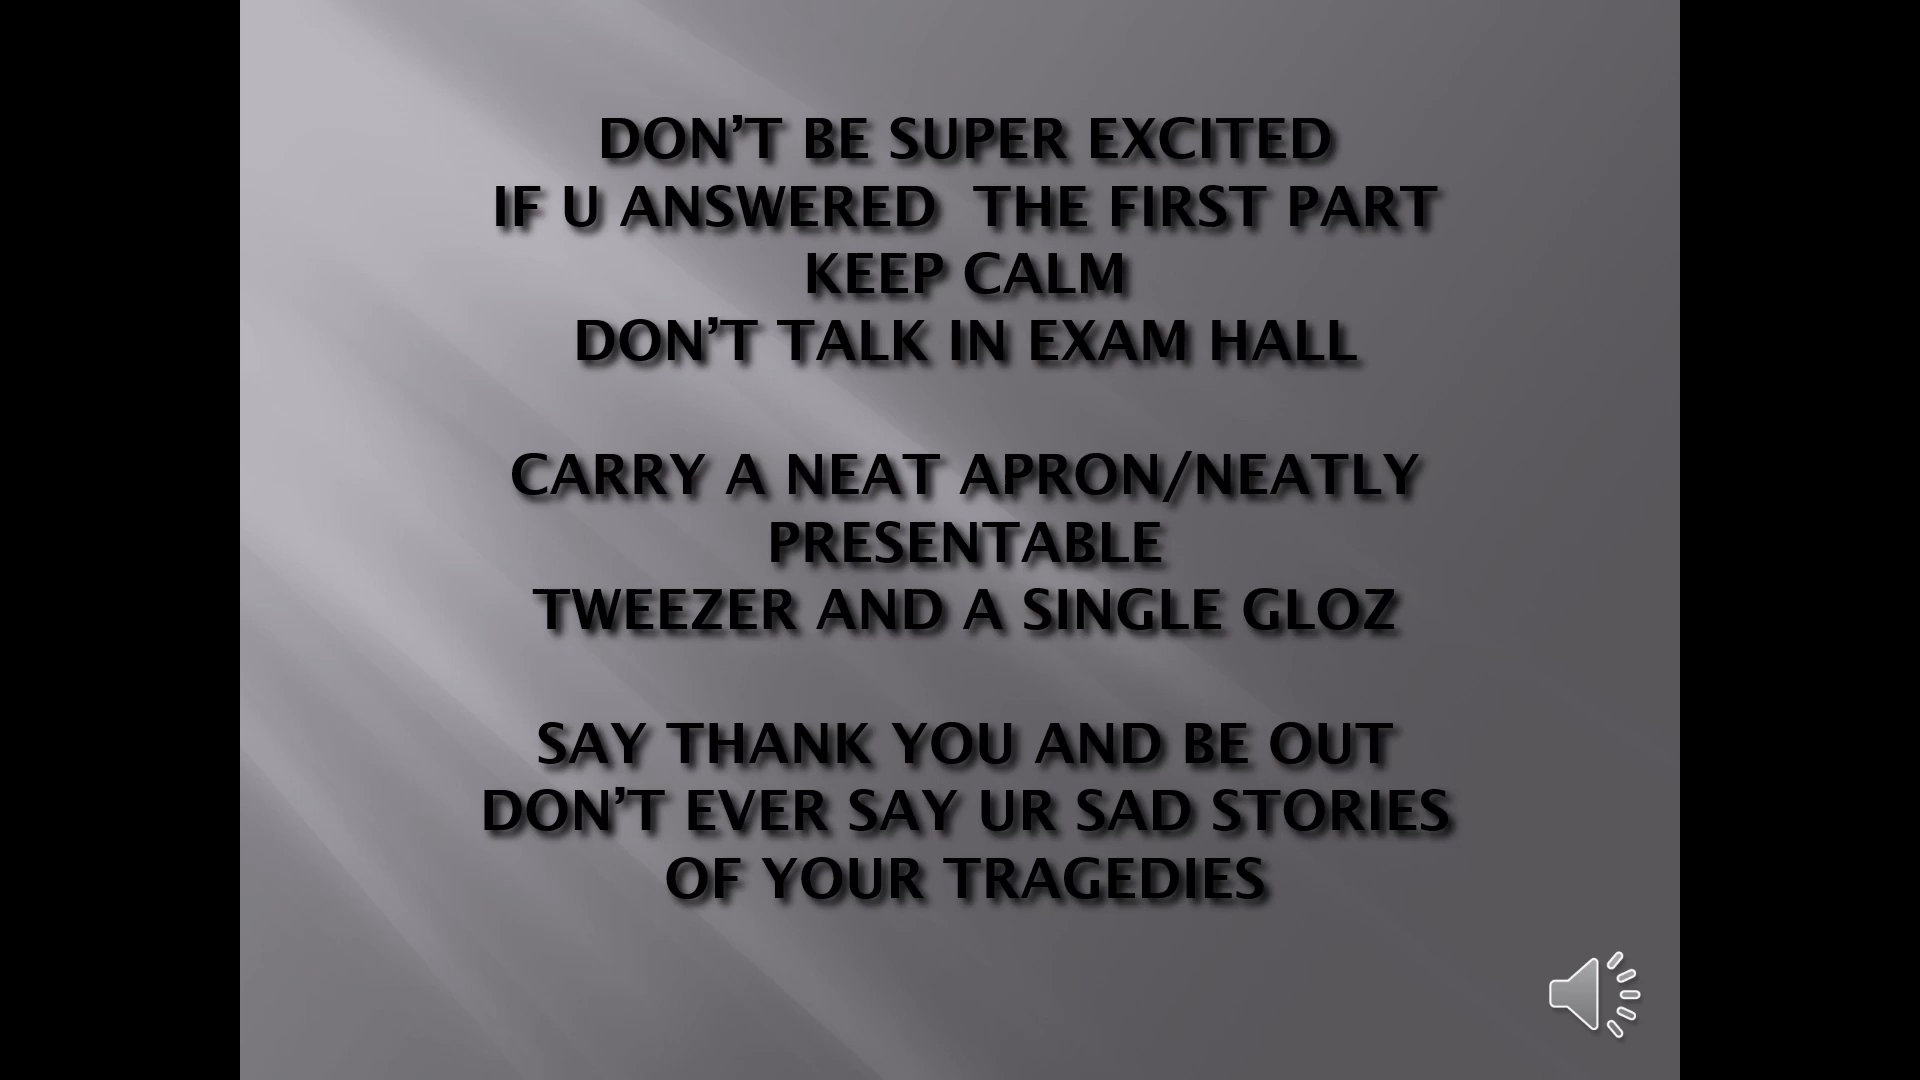 DON’T BE SUPER EXCITED
IF U ANSWERED  THE FIRST PART
KEEP CALM
DON’T TALK IN EXAM HALL
CARRY A NEAT APRON/NEATLY
PRESENTABLE
TWEEZER AND A SINGLE GLOZ
SAY THANK YOU AND BE OUT
DON’T EVER SAY UR SAD STORIES
OF YOUR TRAGEDIES